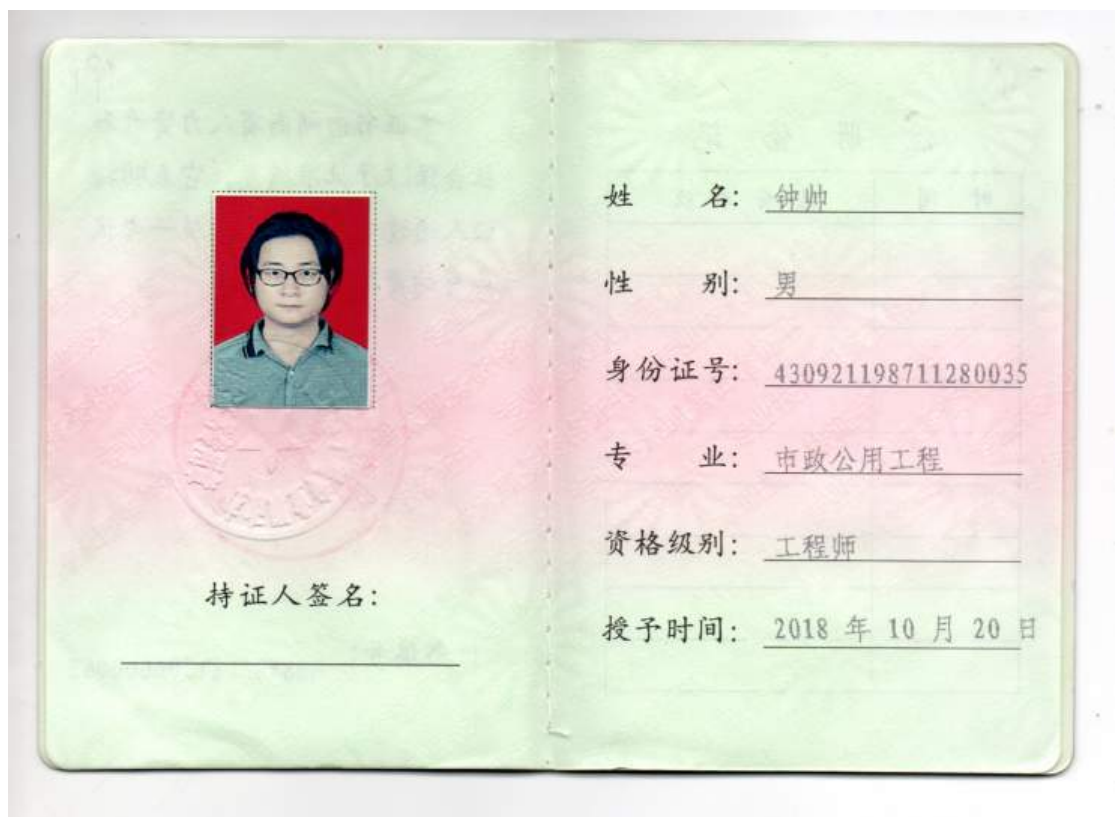 持证人签名：
姓 名： 钟帅
性 别： 男
身份证号： 430921198711280035
专 业： 市政公用工程
资格级别： 工程师
授予时间： 2018 年 10 月 20 日